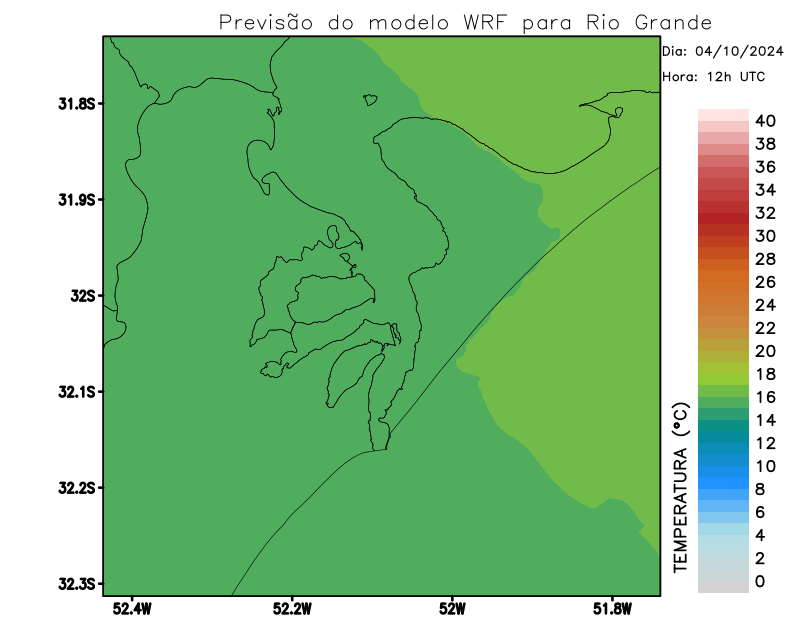 Previsão do modelo WRF para Rio Grande
Dia: 04/10/2024
Hora: 12h UTC
31.8S
31.9S
32S
32.1S
32.2S
32.3S
52.4W
52.2W
52W
51.8W
TEMPERATURA (°C)
40
38
36
34
32
30
28
26
24
22
20
18
16
14
12
10
8
6
4
2
0